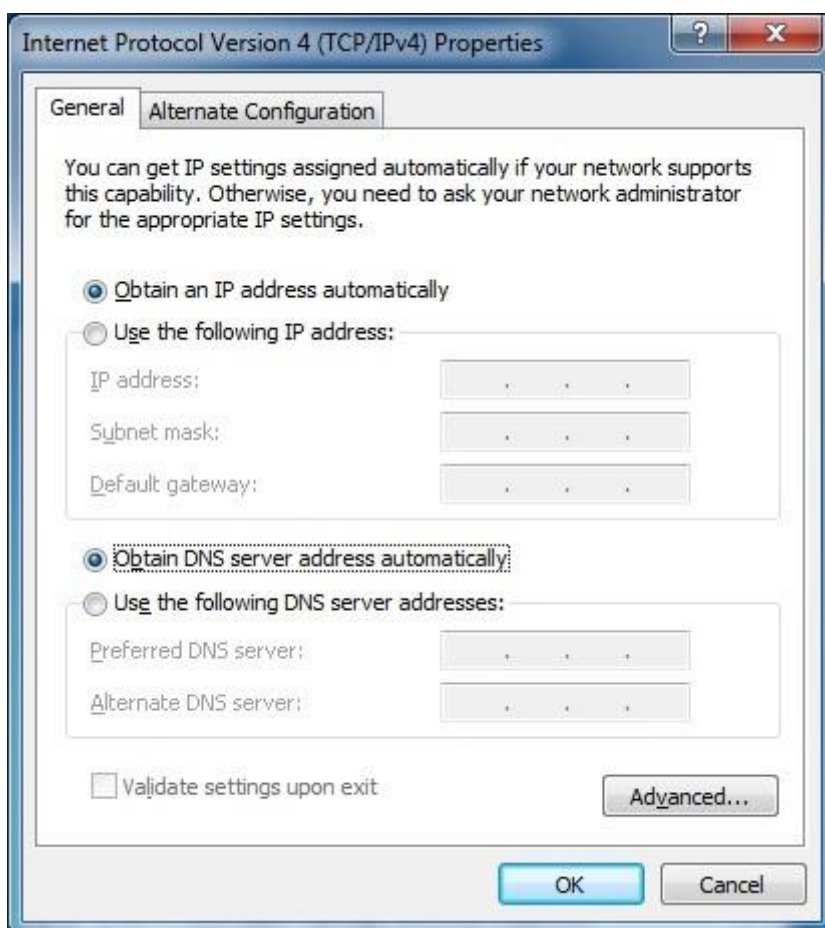 Internet Protocol Version 4 (TCP/IPv4) Properties
General
Alternate Configuration
You can get IP settings assigned automatically if your network supports
this capability. Otherwise, you need to ask your network administrator
for the appropriate IP settings.
Obtain an IP address automatically
Use the following IP address:
IP address:
Subnet mask:
Default gateway:
Obtain DNS server address automatically
Use the following DNS server addresses:
Preferred DNS server:
Alternate DNS server:
Validate settings upon exit
Advanced...
OK
Cancel